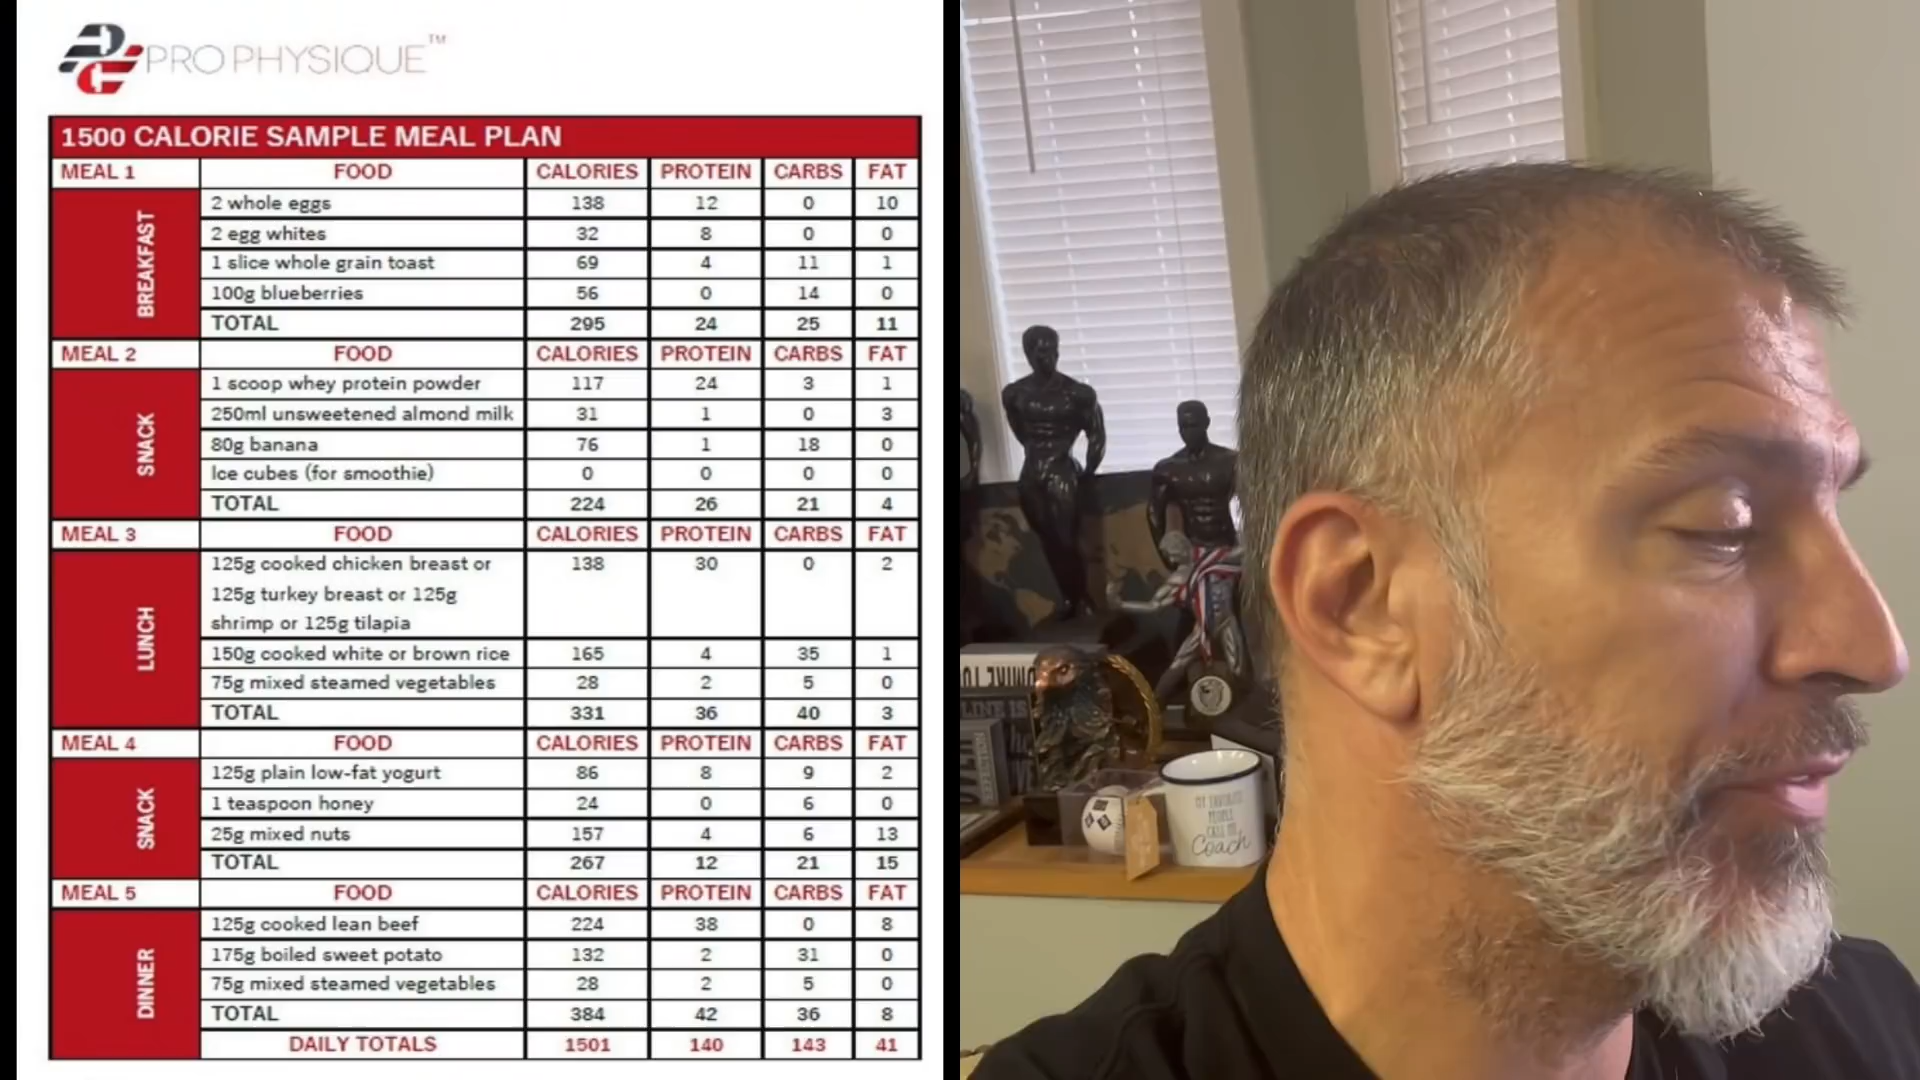 PRO PHYSIQUE™
1500 CALORIE SAMPLE MEAL PLAN
MEAL 1 FOOD CALORIES PROTEIN CARBS FAT
BREAKFAST
2 whole eggs 138 12 0 10
2 egg whites 32 8 0 0
1 slice whole grain toast 69 4 11 1
100g blueberries 56 0 14 0
TOTAL 295 24 25 11
MEAL 2 FOOD CALORIES PROTEIN CARBS FAT
SNACK
1 scoop whey protein powder 117 24 3 1
250ml unsweetened almond milk 31 1 0 3
80g banana 76 1 18 0
Ice cubes (for smoothie) 0 0 0 0
TOTAL 224 26 21 4
MEAL 3 FOOD CALORIES PROTEIN CARBS FAT
LUNCH
125g cooked chicken breast or 138 30 0 2
125g turkey breast or 125g
shrimp or 125g tilapia
150g cooked white or brown rice 165 4 35 1
75g mixed steamed vegetables 28 2 5 0
TOTAL 331 36 40 3
MEAL 4 FOOD CALORIES PROTEIN CARBS FAT
SNACK
125g plain low-fat yogurt 86 8 9 2
1 teaspoon honey 24 0 6 0
25g mixed nuts 157 4 6 13
TOTAL 267 12 21 15
MEAL 5 FOOD CALORIES PROTEIN CARBS FAT
DINNER
125g cooked lean beef 224 38 0 8
175g boiled sweet potato 132 2 31 0
75g mixed steamed vegetables 28 2 5 0
TOTAL 384 42 36 8
DAILY TOTALS 1501 140 143 41
MY FAVORITE
PEOPLE
CALL ME
Coach